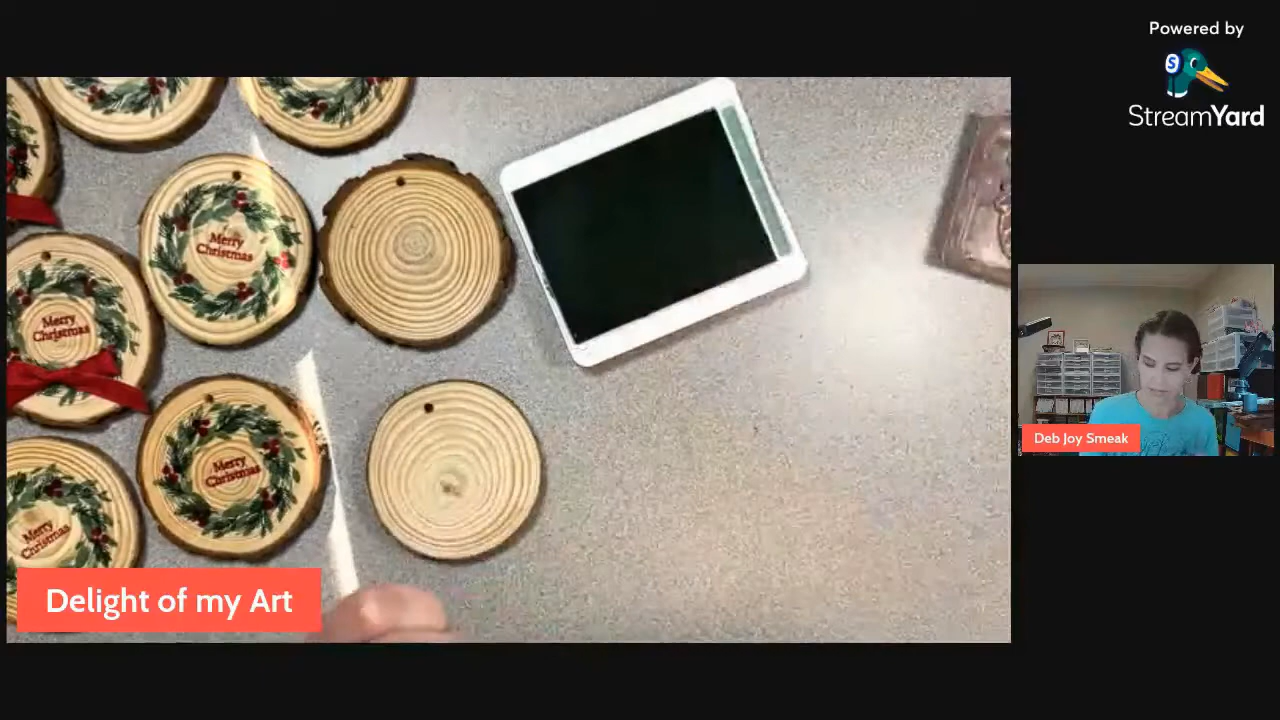 Powered by
S
StreamYard
Merry
Christmas
Merry
Christmas
Merry
Christmas
Merry
Christmas
Deb Joy Smeak
Delight of my Art